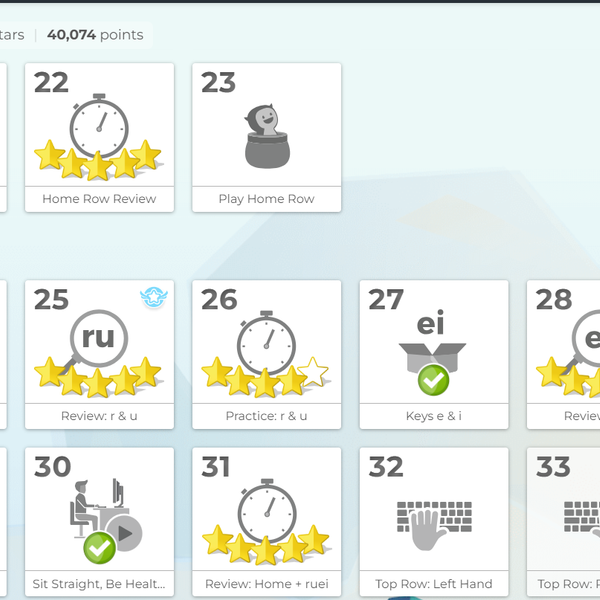 tars | 40,074 points
22
Home Row Review
23
Play Home Row
25
ru
Review: r & u
26
Practice: r & u
27
ei
Keys e & i
28
e
Review
30
Sit Straight, Be Healt...
31
Review: Home + ruei
32
Top Row: Left Hand
33
Top Row: R